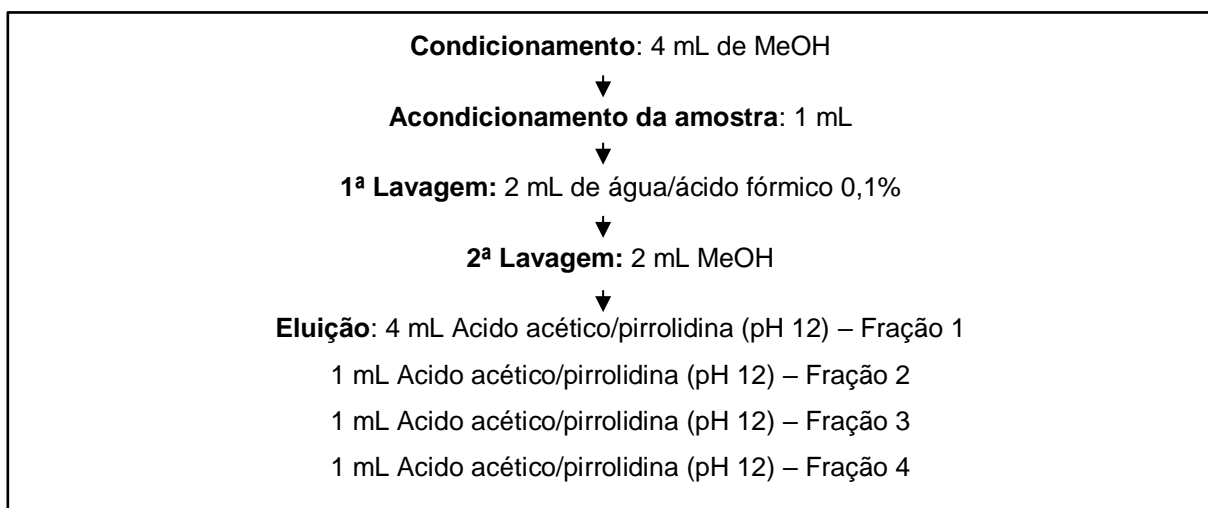 Condicionamento: 4 mL de MeOH
Acondicionamento da amostra: 1 mL
1ª Lavagem: 2 mL de água/ácido fórmico 0,1%
2ª Lavagem: 2 mL MeOH
Eluição: 4 mL Acido acético/pirrolidina (pH 12) – Fração 1
1 mL Acido acético/pirrolidina (pH 12) – Fração 2
1 mL Acido acético/pirrolidina (pH 12) – Fração 3
1 mL Acido acético/pirrolidina (pH 12) – Fração 4